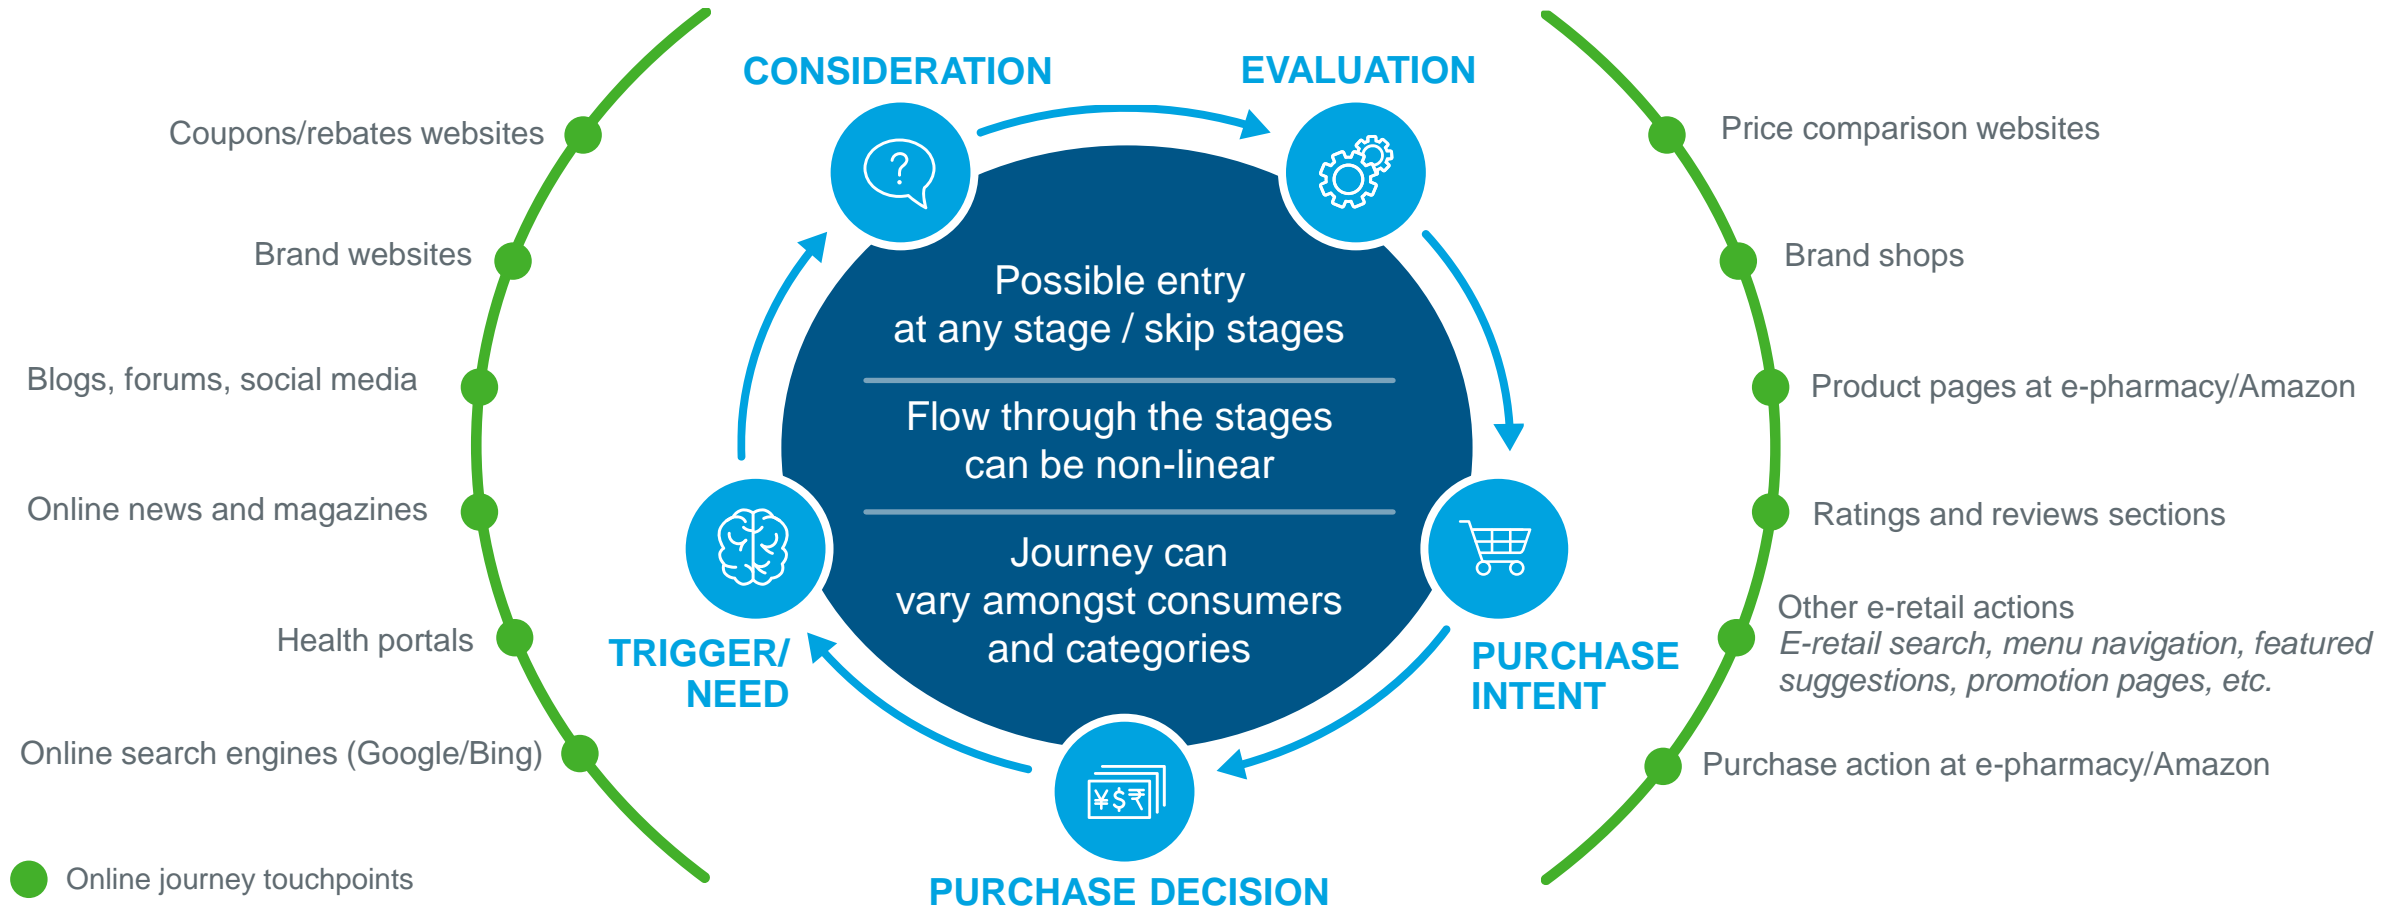 CONSIDERATION
EVALUATION
Coupons/rebates websites
Brand websites
Blogs, forums, social media
Online news and magazines
Health portals
Online search engines (Google/Bing)
Online journey touchpoints
?
Possible entry
at any stage / skip stages
Flow through the stages
can be non-linear
Journey can
vary amongst consumers
and categories
TRIGGER/
NEED
PURCHASE
INTENT
¥$₹
PURCHASE DECISION
Price comparison websites
Brand shops
Product pages at e-pharmacy/Amazon
Ratings and reviews sections
Other e-retail actions
E-retail search, menu navigation, featured
suggestions, promotion pages, etc.
Purchase action at e-pharmacy/Amazon